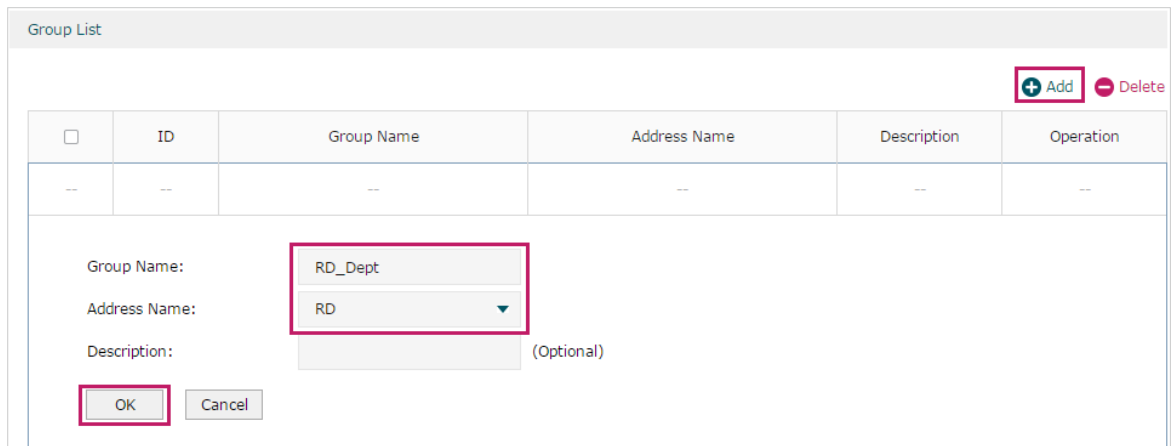 Group List
Add Delete
ID Group Name Address Name Description Operation
-- -- -- -- -- --
Group Name: RD_Dept
Address Name: RD
Description: (Optional)
OK Cancel